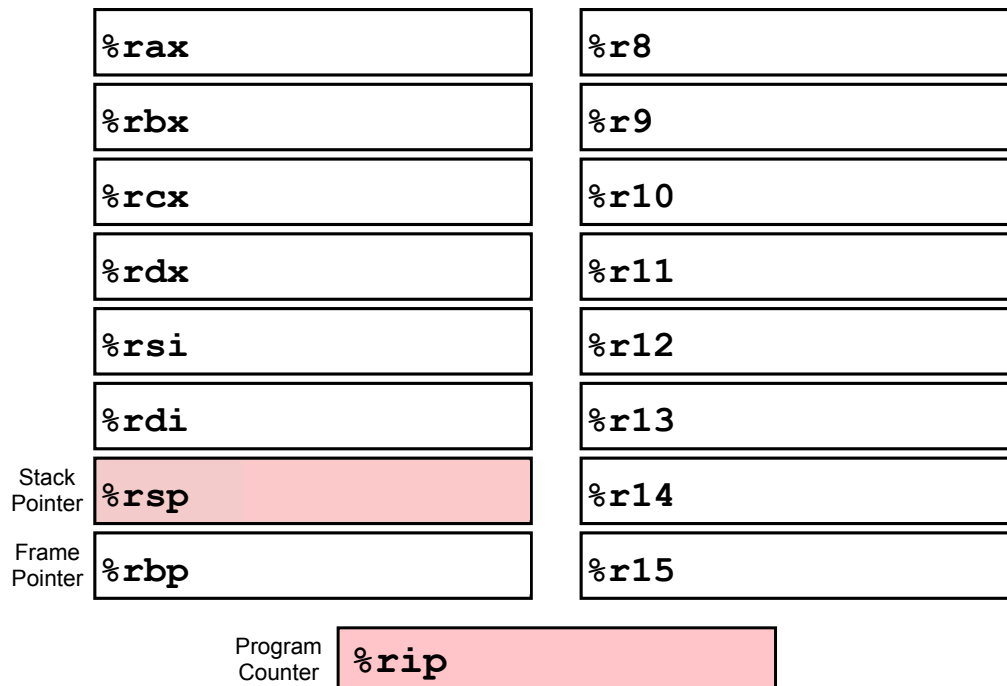 %rax
%r8
%rbx
%r9
%rcx
%r10
%rdx
%r11
%rsi
%r12
%rdi
%r13
Stack
Pointer
%rsp
%r14
Frame
Pointer
%rbp
%r15
Program
Counter
%rip